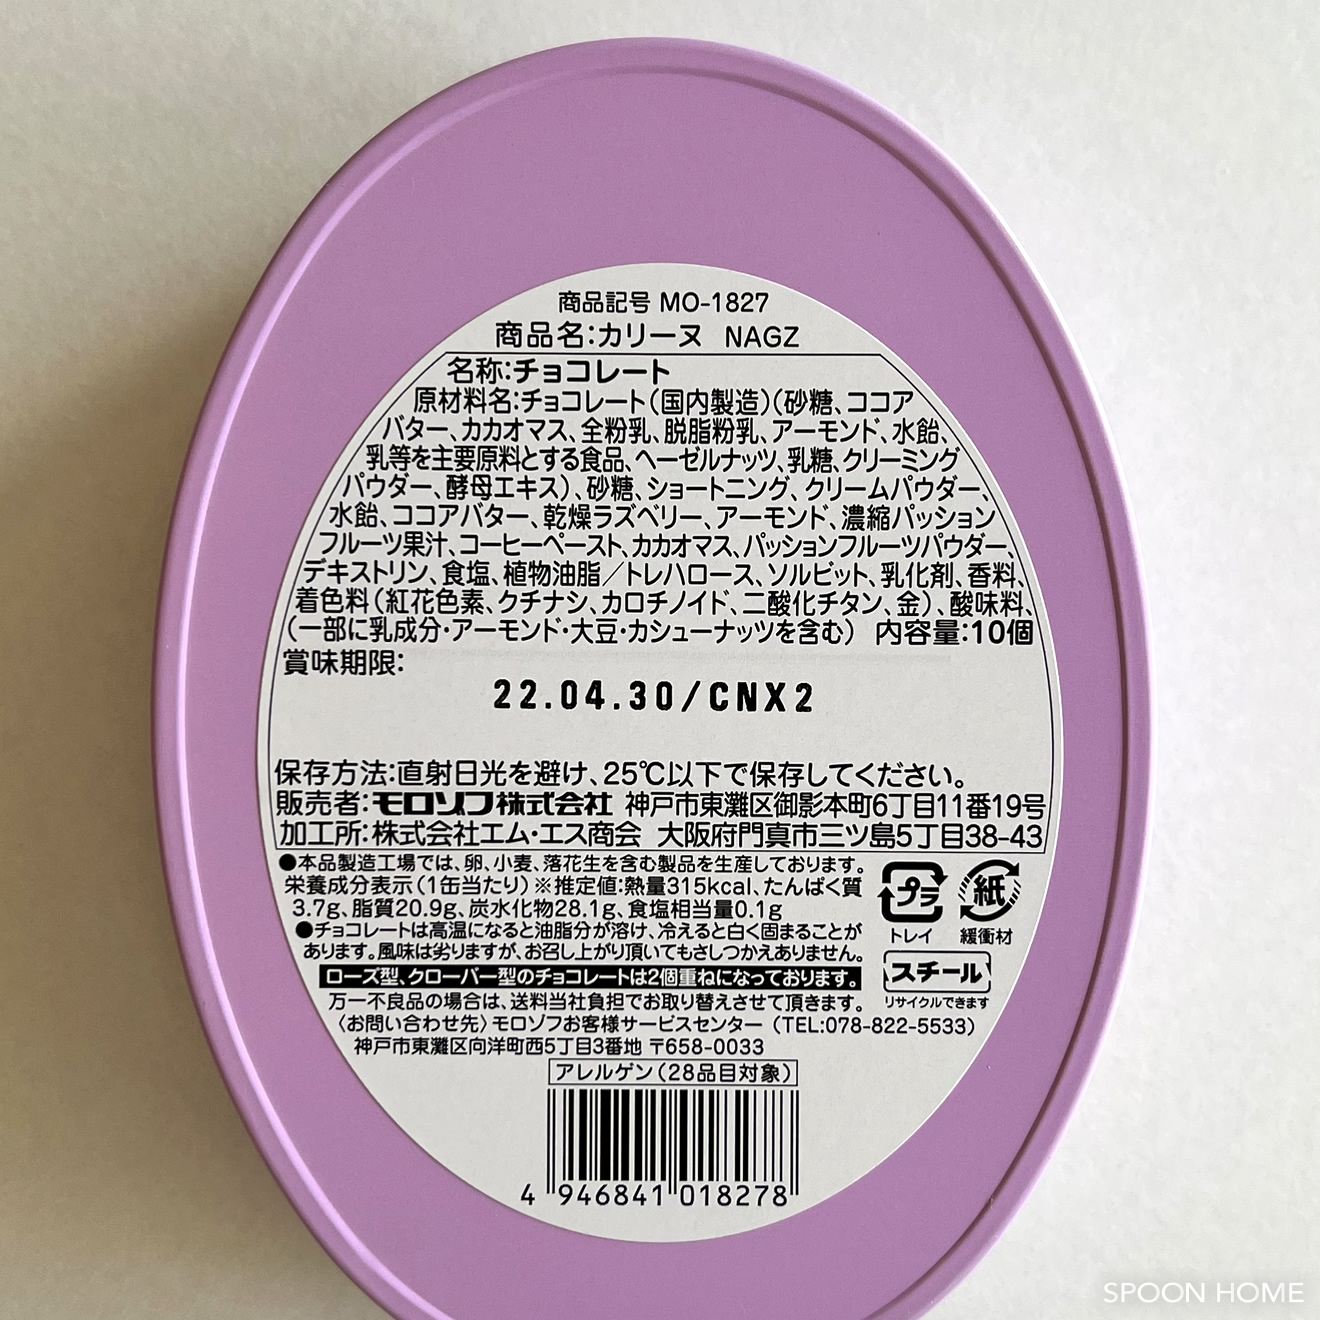 商品記号 MO-1827
商品名:カリーヌ NAGZ
名称:チョコレート
原材料名:チョコレート(国内製造)(砂糖、ココア
バター、カカオマス、全粉乳、脱脂粉乳、アーモンド、水飴、
乳等を主要原料とする食品、ヘーゼルナッツ、乳糖、クリーミング
パウダー、酵母エキス)、砂糖、ショートニング、クリームパウダー、
水飴、ココアバター、乾燥ラズベリー、アーモンド、濃縮パッション
フルーツ果汁、コーヒーペースト、カカオマス、パッションフルーツパウダー、
デキストリン、食塩、植物油脂/トレハロース、ソルビット、乳化剤、香料、
着色料(紅花色素、クチナシ、カロチノイド、二酸化チタン、金)、酸味料、
(一部に乳成分・アーモンド・大豆・カシューナッツを含む) 内容量:10個
賞味期限:
22.04.30/CNX2
保存方法:直射日光を避け、25℃以下で保存してください。
販売者:モロゾフ株式会社 神戸市東灘区御影本町6丁目11番19号
加工所:株式会社エム・エス商会 大阪府門真市三ツ島5丁目38-43
●本品製造工場では、卵、小麦、落花生を含む製品を生産しております。
栄養成分表示(1缶当たり)※推定値:熱量315kcal、たんぱく質
3.7g、脂質20.9g、炭水化物28.1g、食塩相当量0.1g
●チョコレートは高温になると油脂分が溶け、冷えると白く固まることが
あります。風味は劣りますが、お召し上がり頂いてもさしつかえありません。
ローズ型、クローバー型のチョコレートは2個重ねになっております。
万一不良品の場合は、送料当社負担でお取り替えさせて頂きます。
〈お問い合わせ先〉モロゾフお客様サービスセンター(TEL:078-822-5533)
神戸市東灘区向洋町西5丁目3番地 〒658-0033
プラ 紙
トレイ 緩衝材
スチール
リサイクルできます
アレルゲン(28品目対象)
4 946841 018278
SPOON HOME